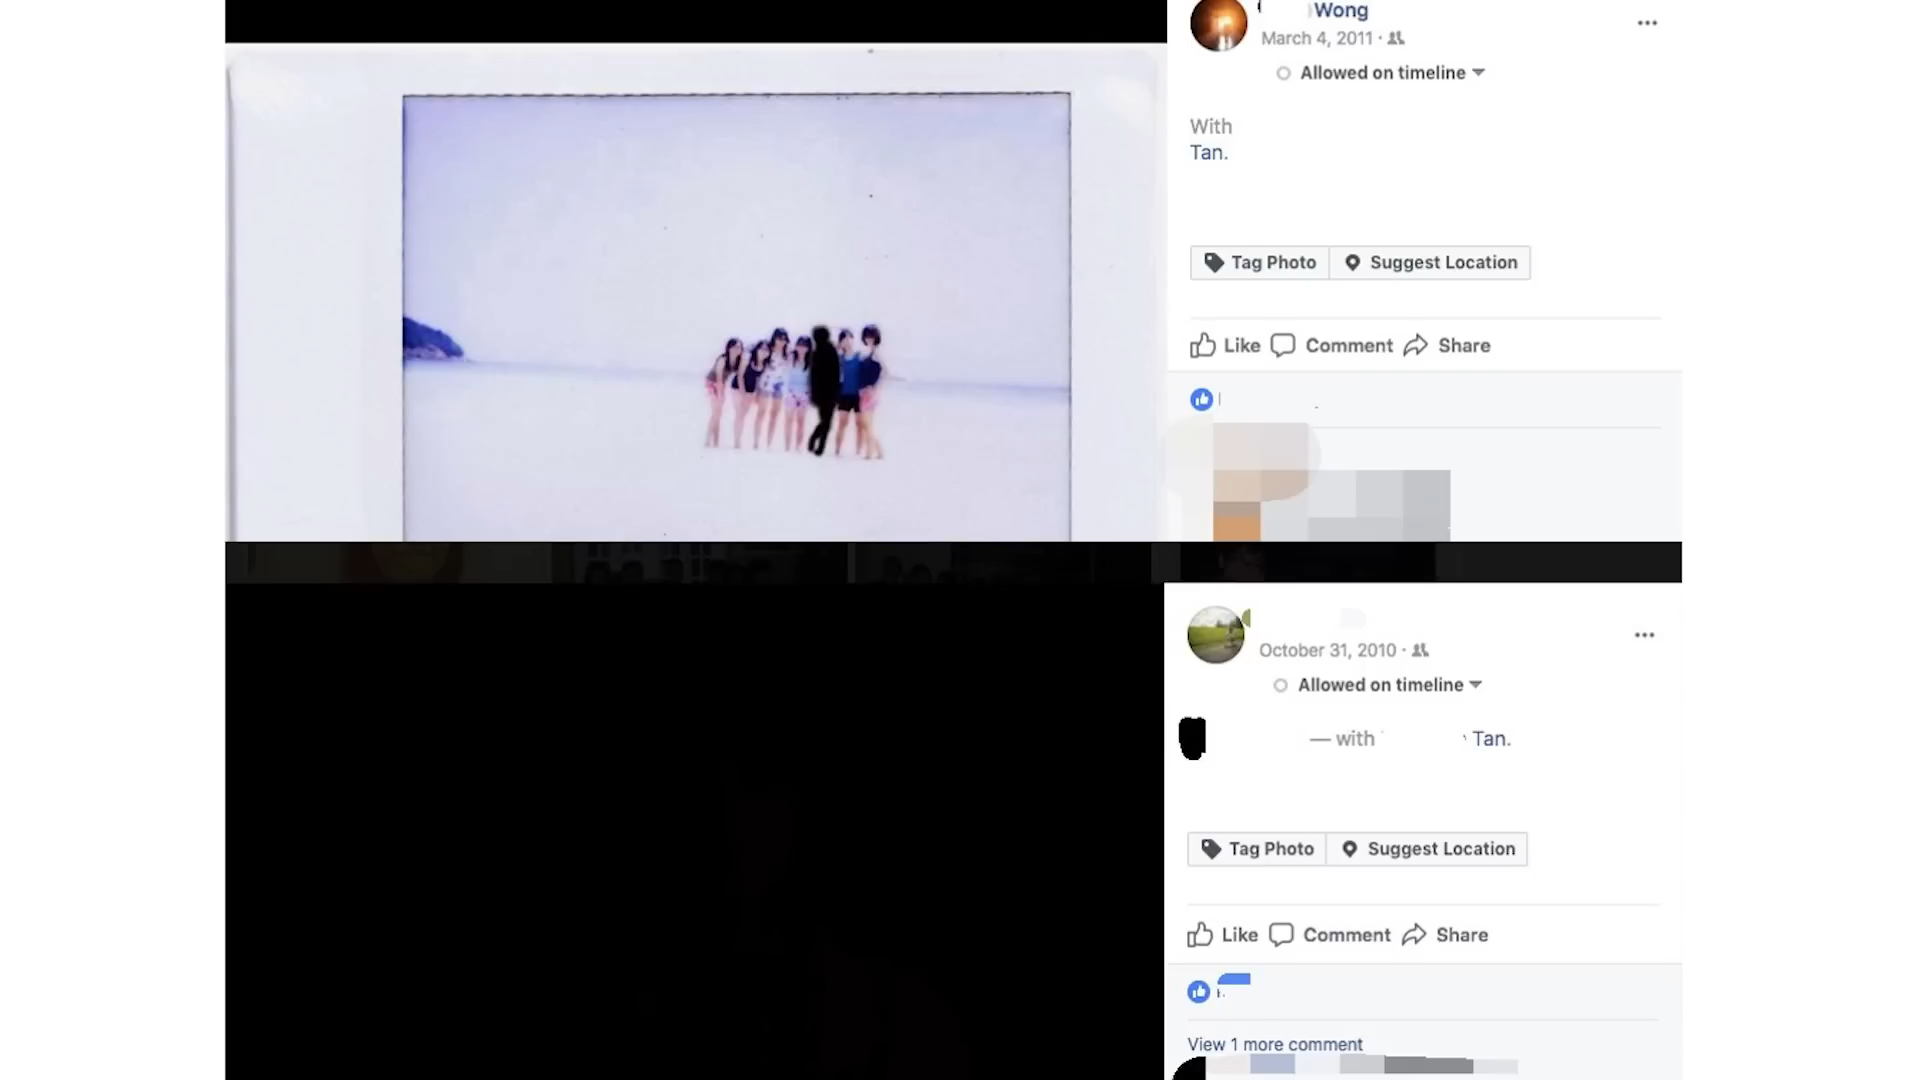 Wong
March 4, 2011 ·
Allowed on timeline
With
Tan.
Tag Photo Suggest Location
Like Comment Share
October 31, 2010 ·
Allowed on timeline
— with Tan.
Tag Photo Suggest Location
Like Comment Share
View 1 more comment